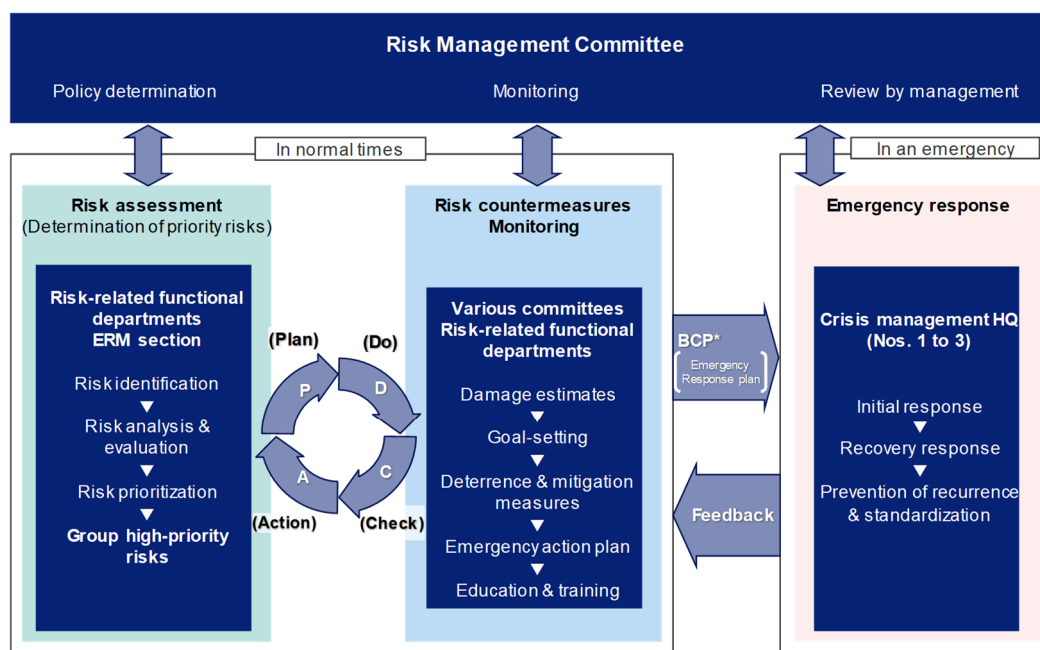 Risk Management Committee
Policy determination
Monitoring
Review by management
In normal times
In an emergency
Risk assessment
(Determination of priority risks)
Risk-related functional
departments
ERM section
Risk identification
▼
Risk analysis &
evaluation
▼
Risk prioritization
▼
Group high-priority
risks
(Plan)
(Do)
P
D
A
C
(Action)
(Check)
Risk countermeasures
Monitoring
Various committees
Risk-related functional
departments
Damage estimates
▼
Goal-setting
▼
Deterrence & mitigation
measures
▼
Emergency action plan
▼
Education & training
BCP*
[Emergency
Response plan]
Feedback
Emergency response
Crisis management HQ
(Nos. 1 to 3)
Initial response
▼
Recovery response
▼
Prevention of recurrence
& standardization